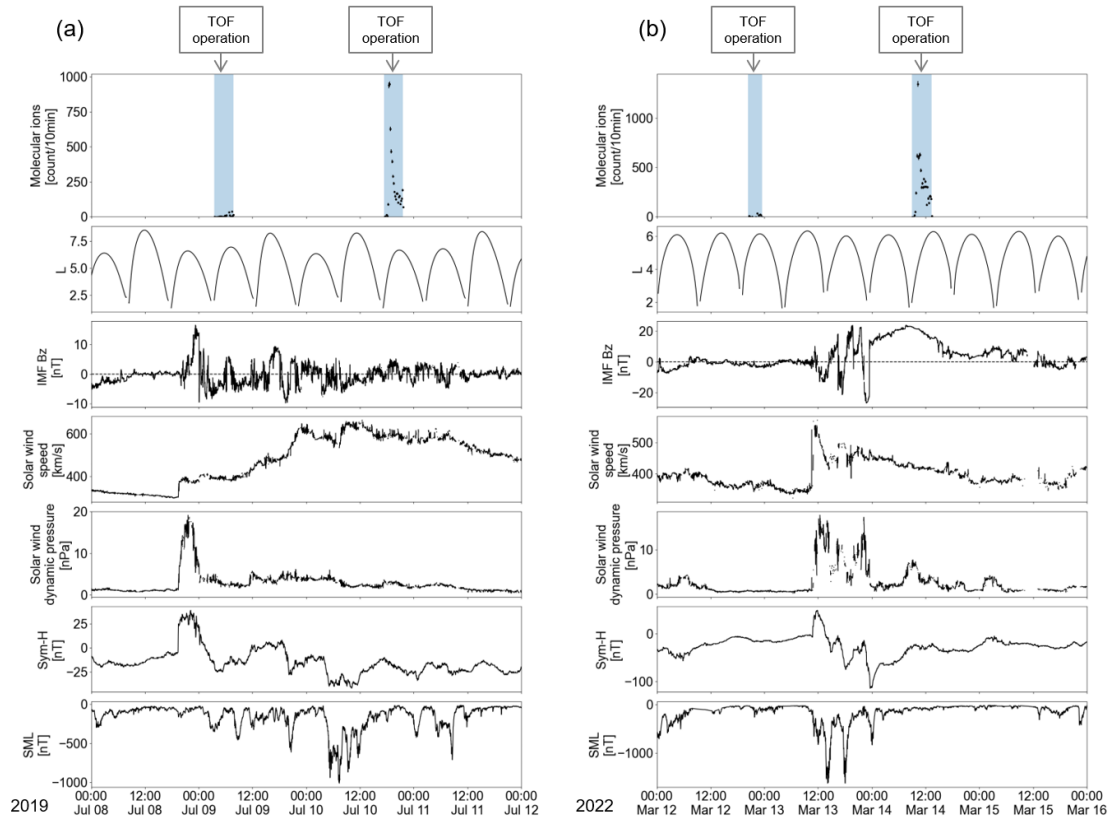 (a)
TOF
operation
TOF
operation
Molecular ions
[count/10min]
1000
750
500
250
0
L
7.5
5.0
2.5
IMF Bz
[nT]
10
0
−10
Solar wind
speed
[km/s]
600
400
Solar wind
dynamic pressure
[nPa]
20
10
0
Sym-H
[nT]
25
0
−25
SML
[nT]
0
−500
−1000
00:00 12:00 00:00 12:00 00:00 12:00 00:00 12:00 00:00
2019 Jul 08 Jul 08 Jul 09 Jul 09 Jul 10 Jul 10 Jul 11 Jul 11 Jul 12
(b)
TOF
operation
TOF
operation
Molecular ions
[count/10min]
1000
500
0
L
6
4
2
IMF Bz
[nT]
20
0
−20
Solar wind
speed
[km/s]
500
400
Solar wind
dynamic pressure
[nPa]
10
0
Sym-H
[nT]
0
−100
SML
[nT]
0
−1000
00:00 12:00 00:00 12:00 00:00 12:00 00:00 12:00 00:00
2022 Mar 12 Mar 12 Mar 13 Mar 13 Mar 14 Mar 14 Mar 15 Mar 15 Mar 16